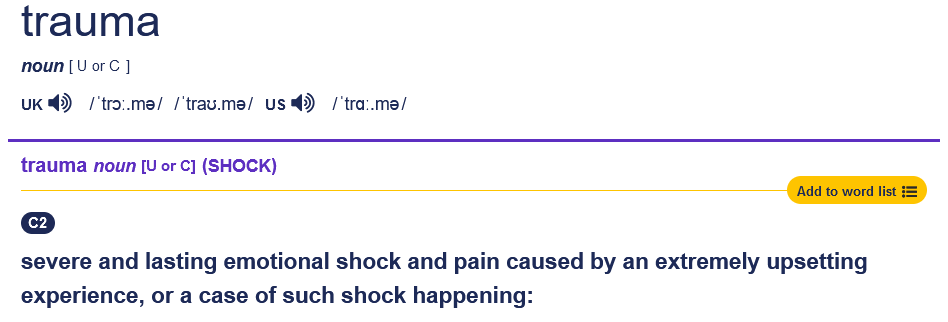 trauma
noun [ U or C ]
UK /ˈtrɔː.mə/ /ˈtraʊ.mə/ US /ˈtrɑː.mə/
trauma noun [U or C] (SHOCK)
Add to word list
C2
severe and lasting emotional shock and pain caused by an extremely upsetting
experience, or a case of such shock happening: